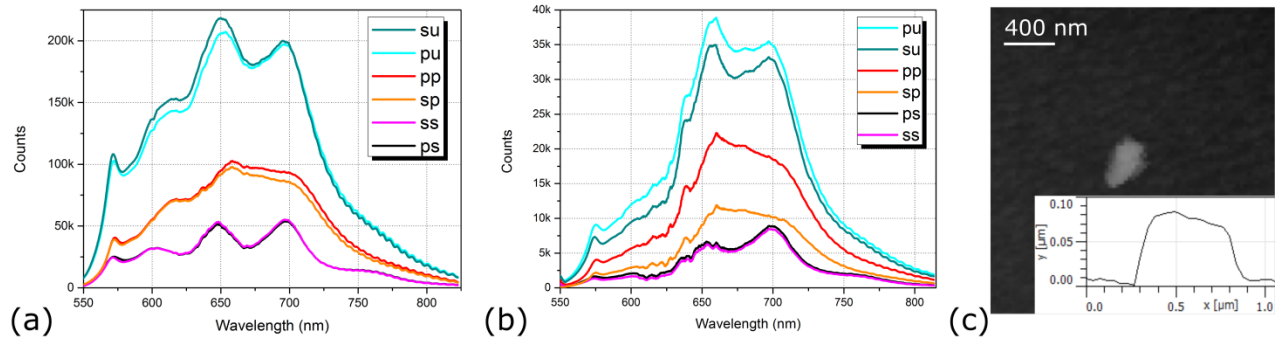 su
pu
pp
sp
ss
ps
200k
150k
100k
50k
0
Counts
550 600 650 700 750 800
Wavelength (nm)
(a)
pu
su
pp
sp
ps
ss
40k
35k
30k
25k
20k
15k
10k
5k
0
Counts
550 600 650 700 750 800
Wavelength (nm)
(b)
400 nm
0.10
0.05
0.00
y [µm]
0.0 0.5 x [µm] 1.0
(c)